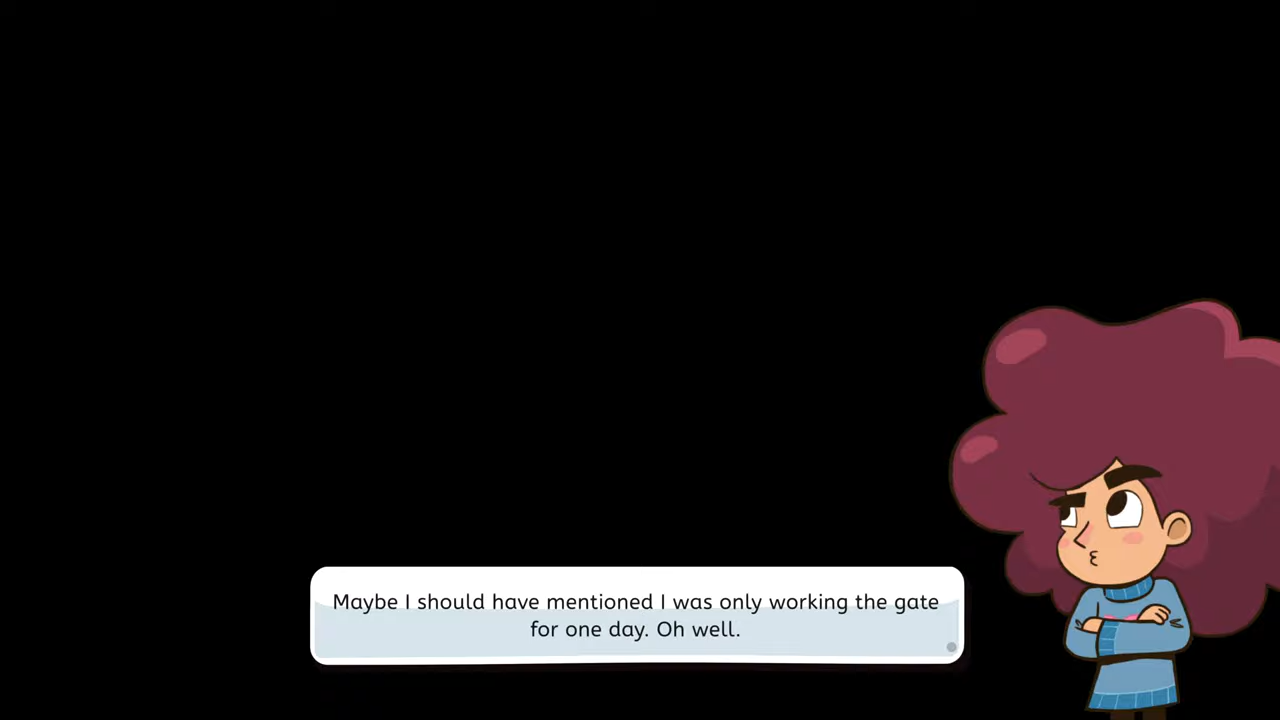 Maybe I should have mentioned I was only working the gate
for one day. Oh well.